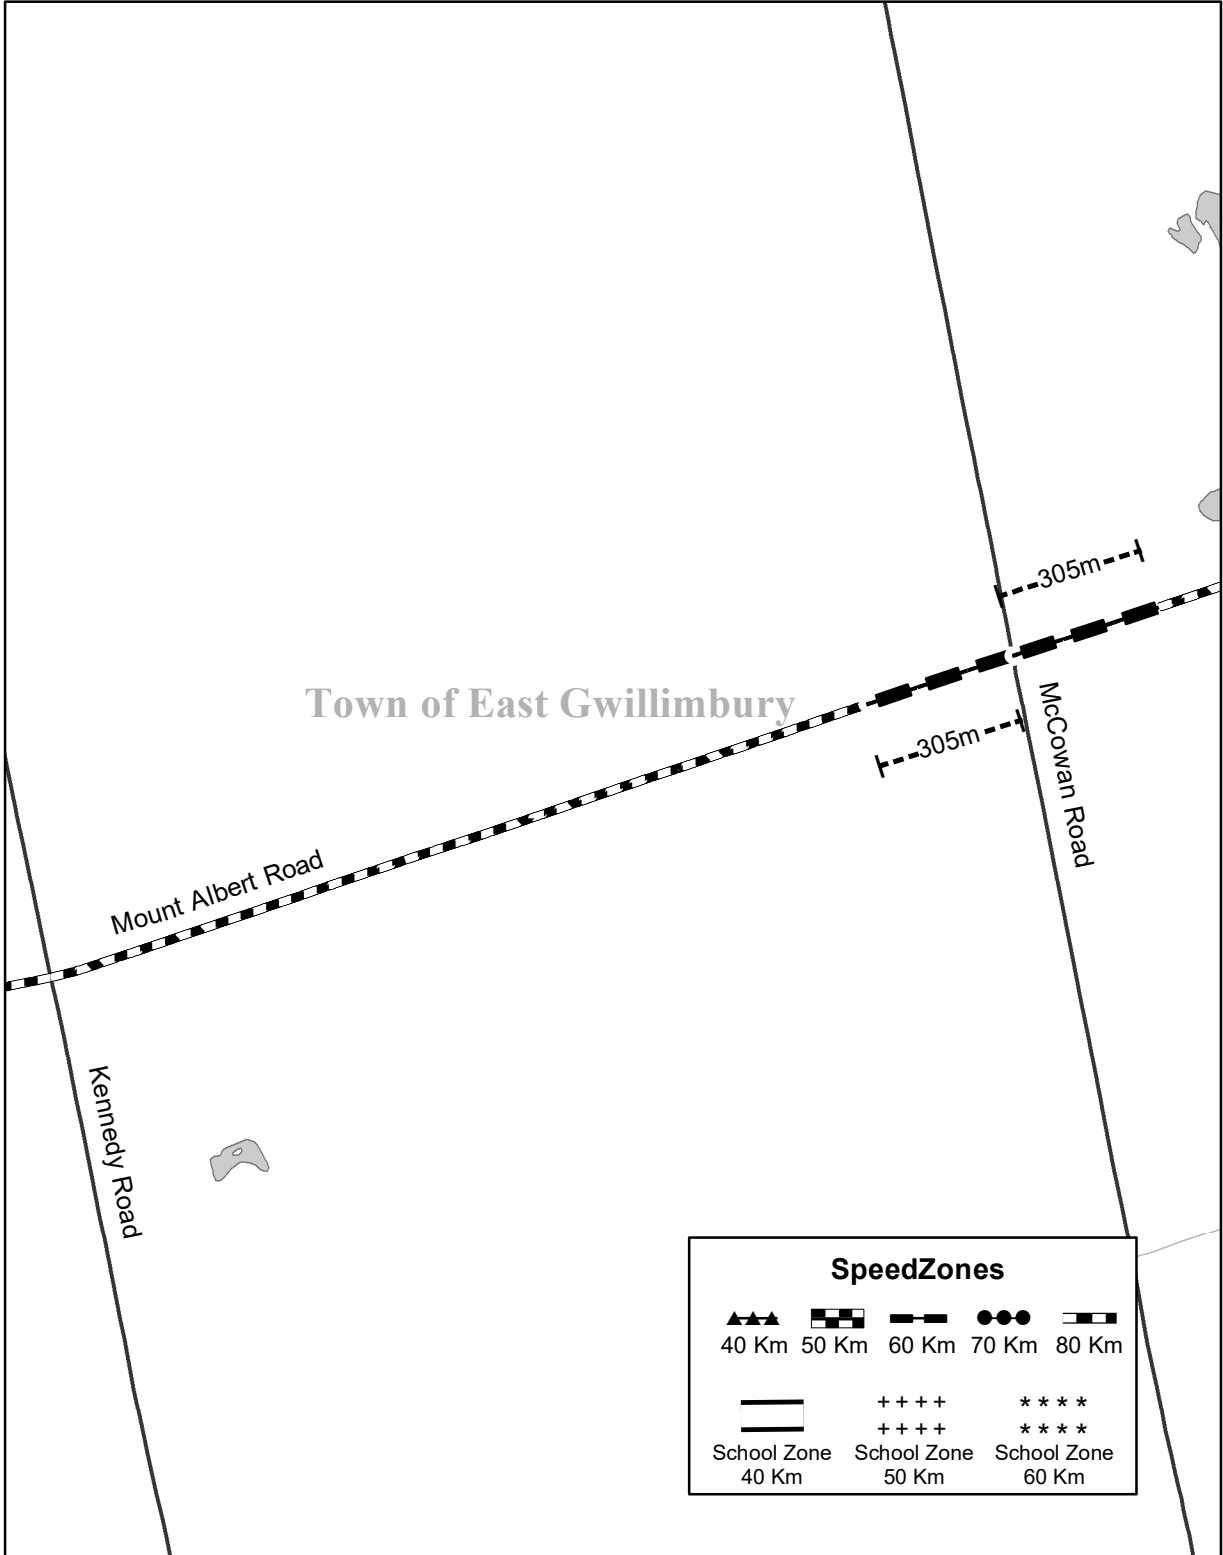 305m
Town of East Gwillimbury
McCowan Road
305m
Mount Albert Road
Kennedy Road
SpeedZones
40 Km 50 Km 60 Km 70 Km 80 Km
School Zone School Zone School Zone
40 Km 50 Km 60 Km